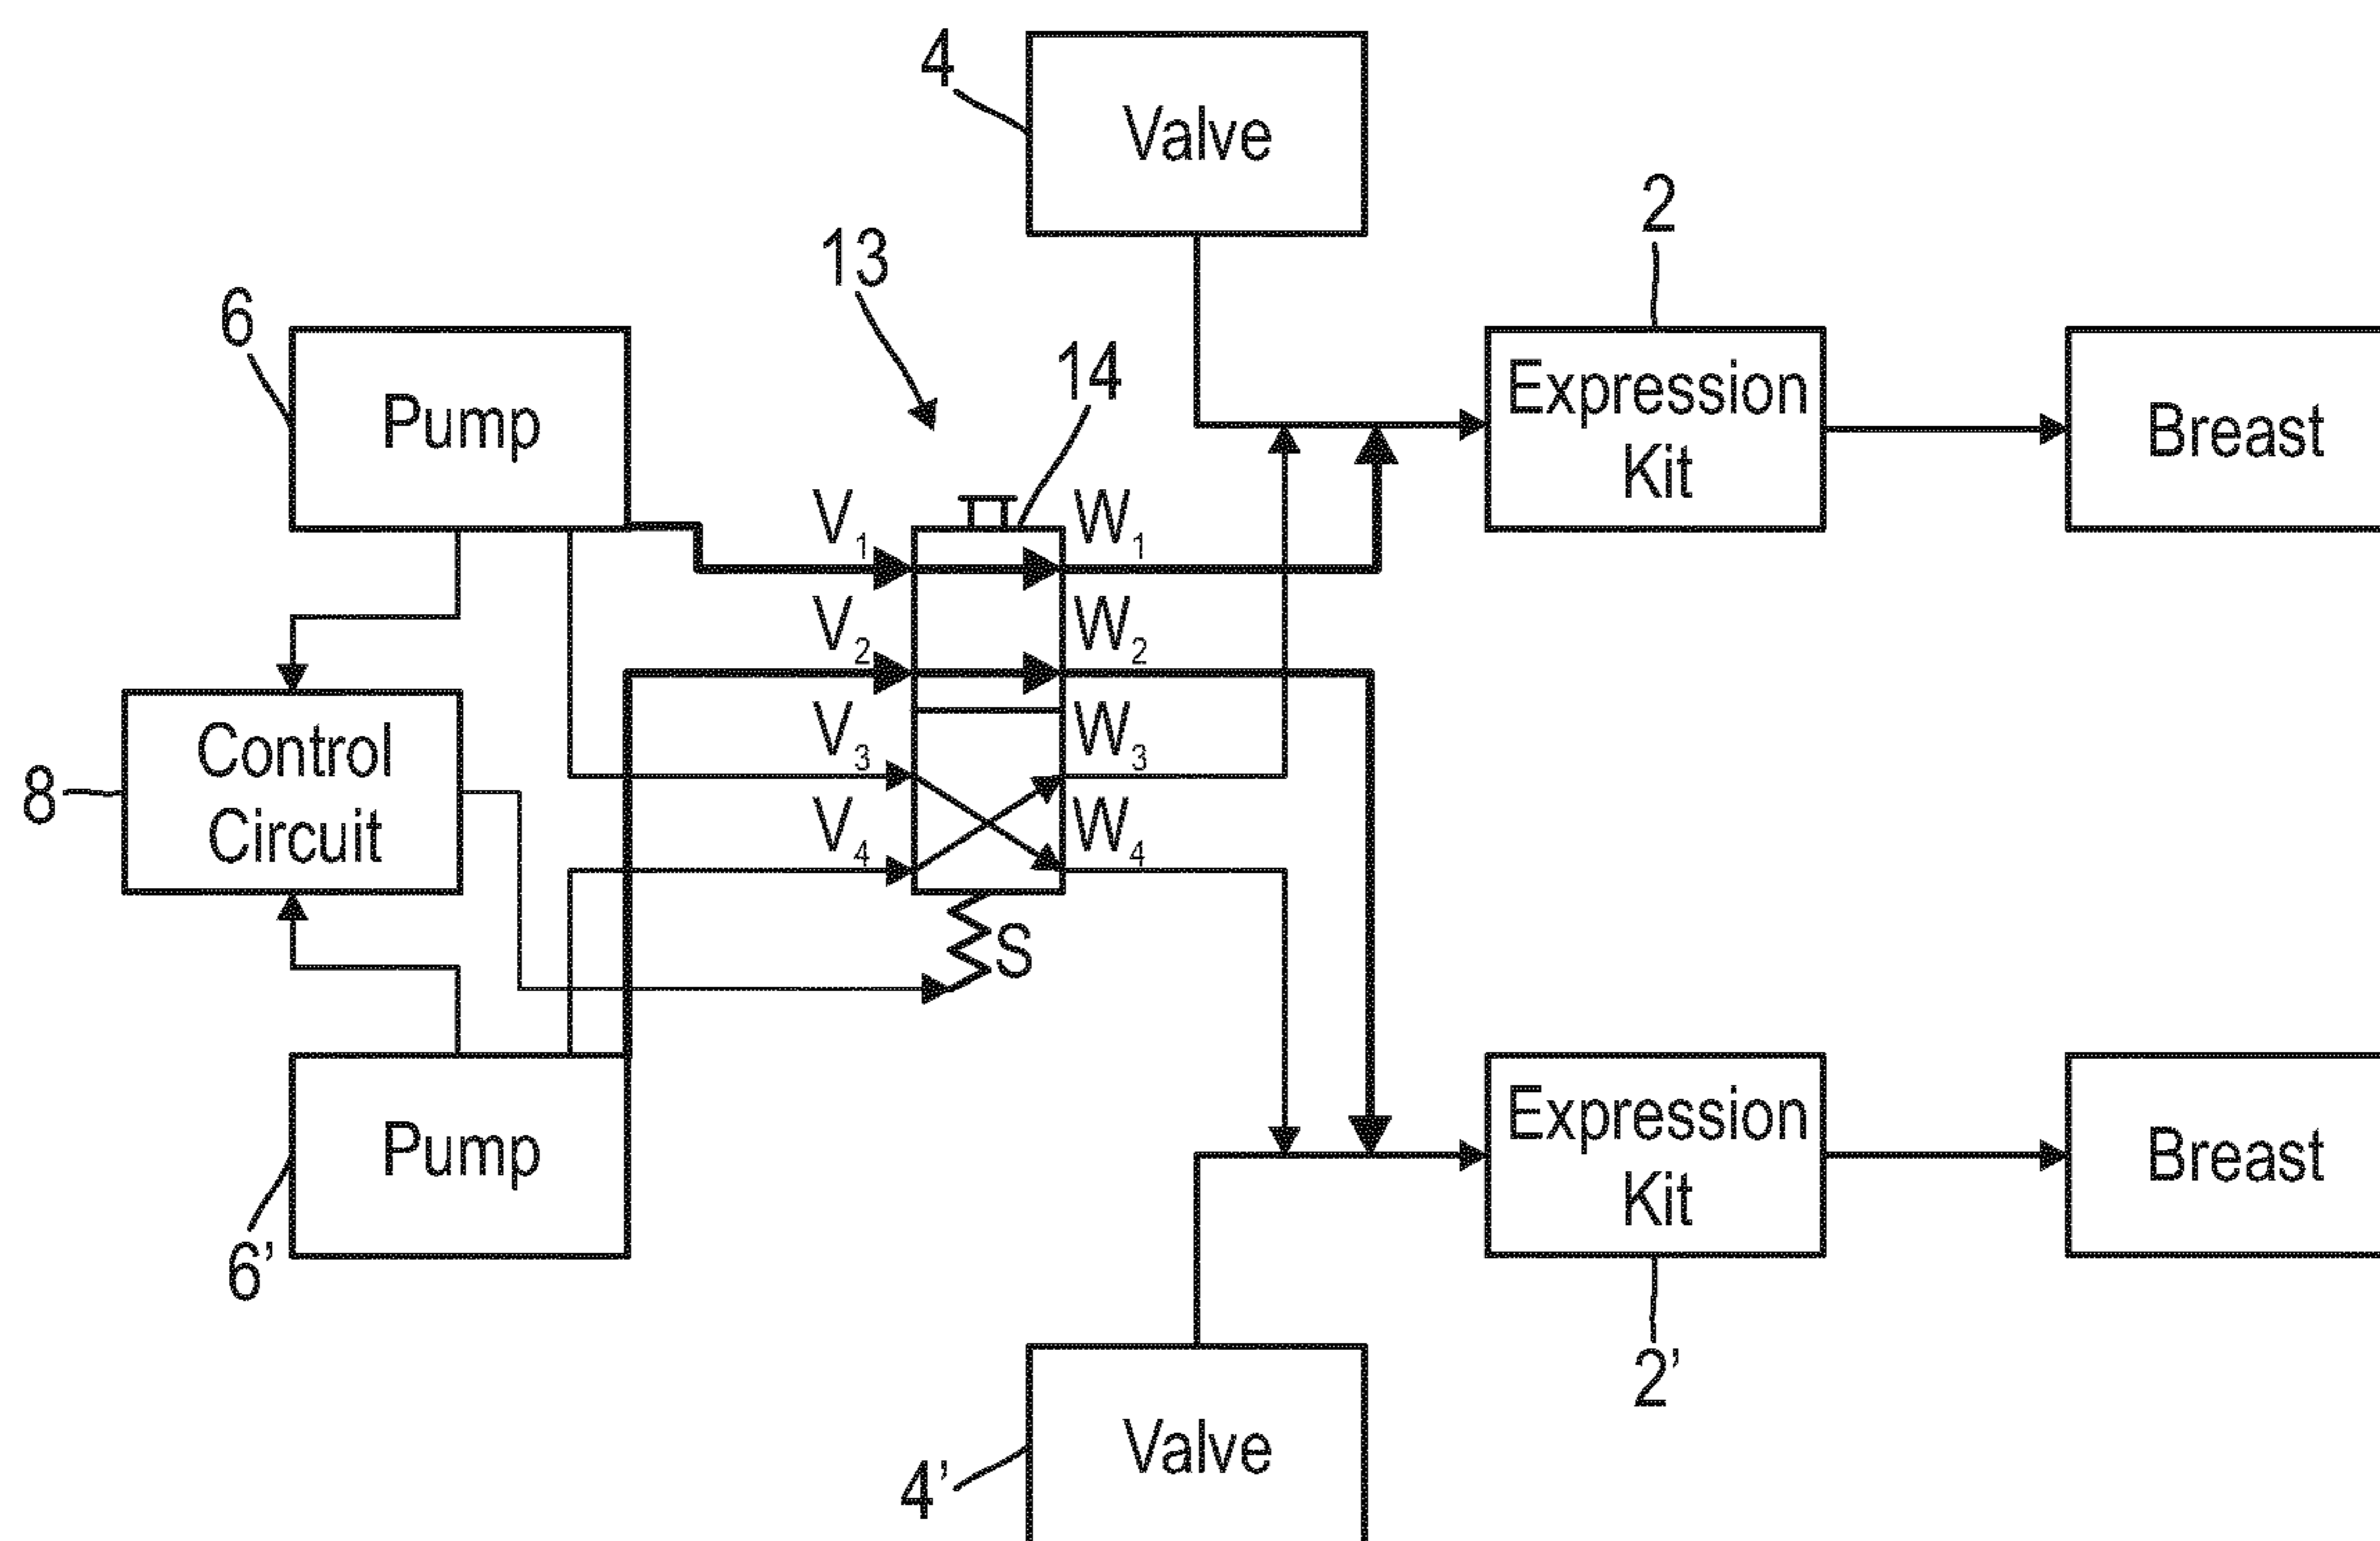 4
Valve
2
13
6
Pump
14
Expression
Kit
Breast
V1
W1
V2
W2
8
Control
Circuit
V3
W3
V4
W4
S
Pump
6’
Expression
Kit
Breast
2’
4’
Valve